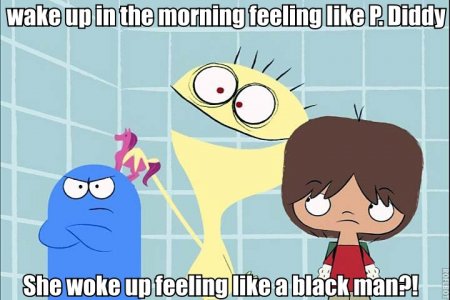 wake up in the morning feeling like P. Diddy
She woke up feeling like a black man?!